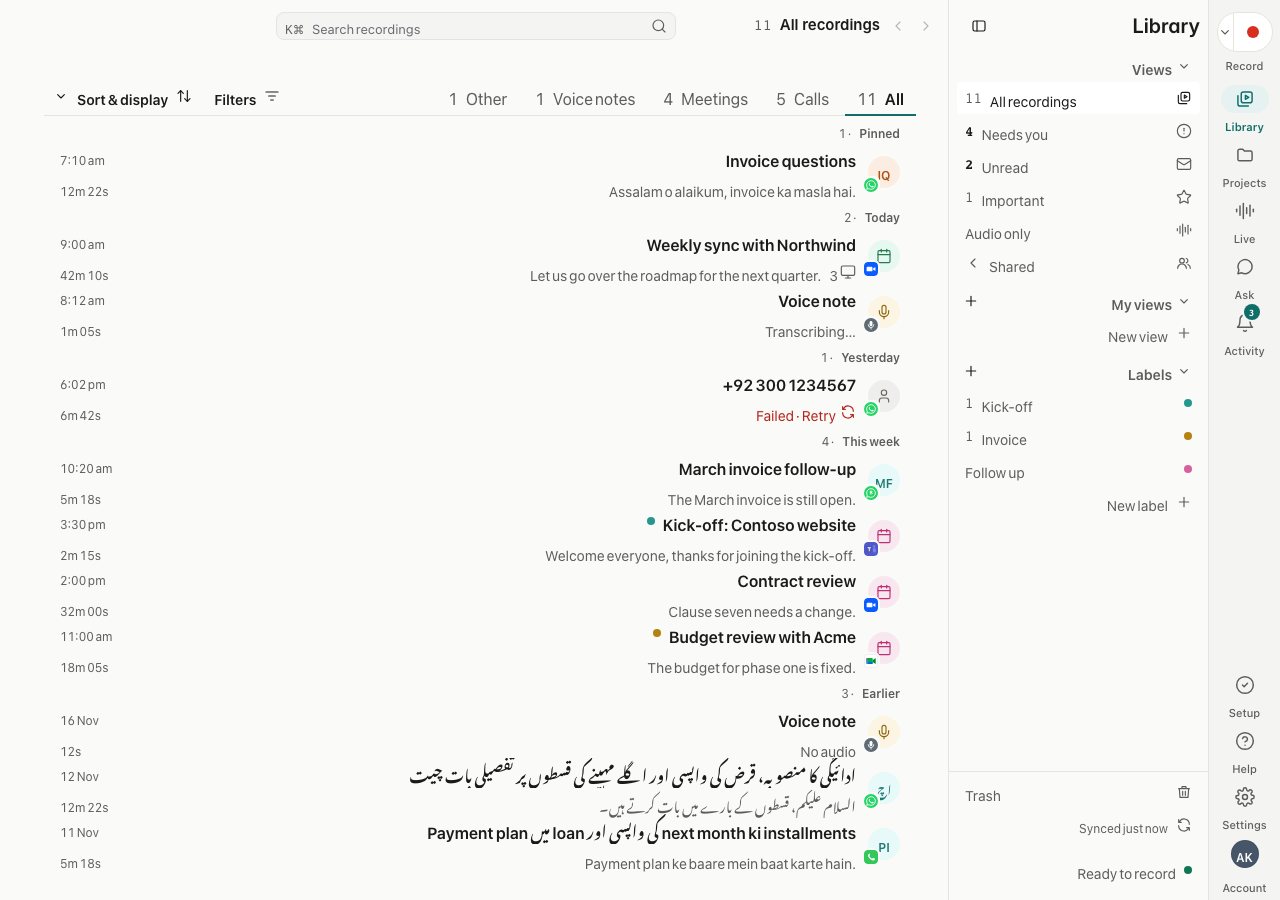 Library
Record
Library
Projects
Live
Ask
3
Activity
Setup
Help
Settings
AK
Account
Views
All recordings 11
Needs you 4
Unread 2
Important 1
Audio only
Shared
My views
New view
Labels
Kick-off 1
Invoice 1
Follow up
New label
Trash
Synced just now
Ready to record
All recordings 11
Search recordings K⌘
All 11
Calls 5
Meetings 4
Voice notes 1
Other 1
Filters
Sort & display
Pinned · 1
IQ
Invoice questions
7:10 am
Assalam o alaikum, invoice ka masla hai.
12m 22s
Today · 2
Weekly sync with Northwind
9:00 am
3 Let us go over the roadmap for the next quarter.
42m 10s
Voice note
8:12 am
Transcribing…
1m 05s
Yesterday · 1
+92 300 1234567
6:02 pm
Failed · Retry
6m 42s
This week · 4
MF
March invoice follow-up
10:20 am
The March invoice is still open.
5m 18s
Kick-off: Contoso website
3:30 pm
Welcome everyone, thanks for joining the kick-off.
2m 15s
Contract review
2:00 pm
Clause seven needs a change.
32m 00s
Budget review with Acme
11:00 am
The budget for phase one is fixed.
18m 05s
Earlier · 3
Voice note
16 Nov
No audio
12s
ادائیگی کا منصوبہ، قرض کی واپسی اور اگلے مہینے کی قسطوں پر تفصیلی بات چیت
12 Nov
السلام علیکم، قسطوں کے بارے میں بات کرتے ہیں۔
12m 22s
PI
Payment plan کی واپسی اور loan میں next month ki installments
11 Nov
Payment plan ke baare mein baat karte hain.
5m 18s